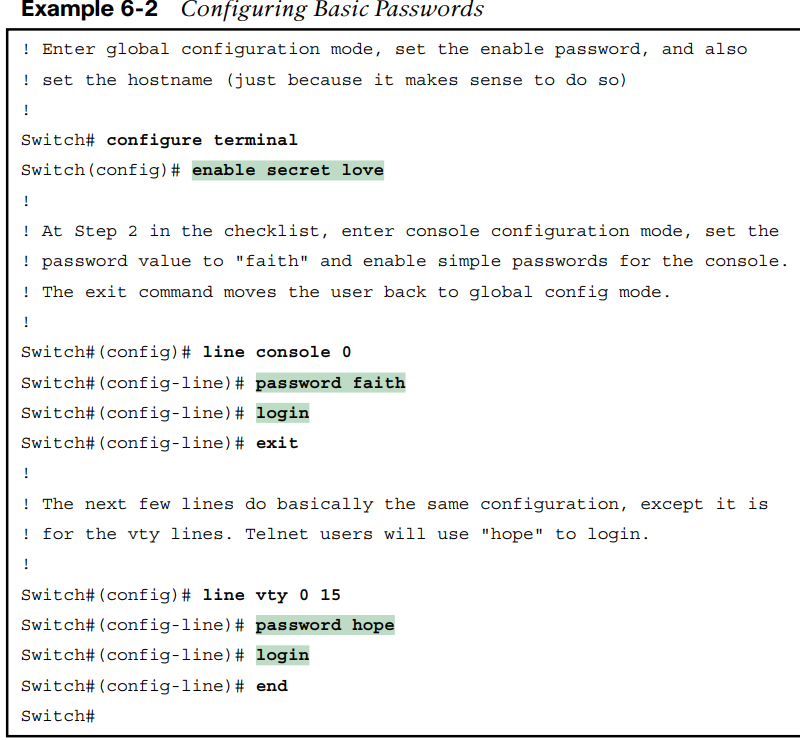 Example 6-2 Configuring Basic Passwords
! Enter global configuration mode, set the enable password, and also
! set the hostname (just because it makes sense to do so)
!
Switch# configure terminal
Switch(config)# enable secret love
!
! At Step 2 in the checklist, enter console configuration mode, set the
! password value to "faith" and enable simple passwords for the console.
! The exit command moves the user back to global config mode.
!
Switch#(config)# line console 0
Switch#(config-line)# password faith
Switch#(config-line)# login
Switch#(config-line)# exit
!
! The next few lines do basically the same configuration, except it is
! for the vty lines. Telnet users will use "hope" to login.
!
Switch#(config)# line vty 0 15
Switch#(config-line)# password hope
Switch#(config-line)# login
Switch#(config-line)# end
Switch#